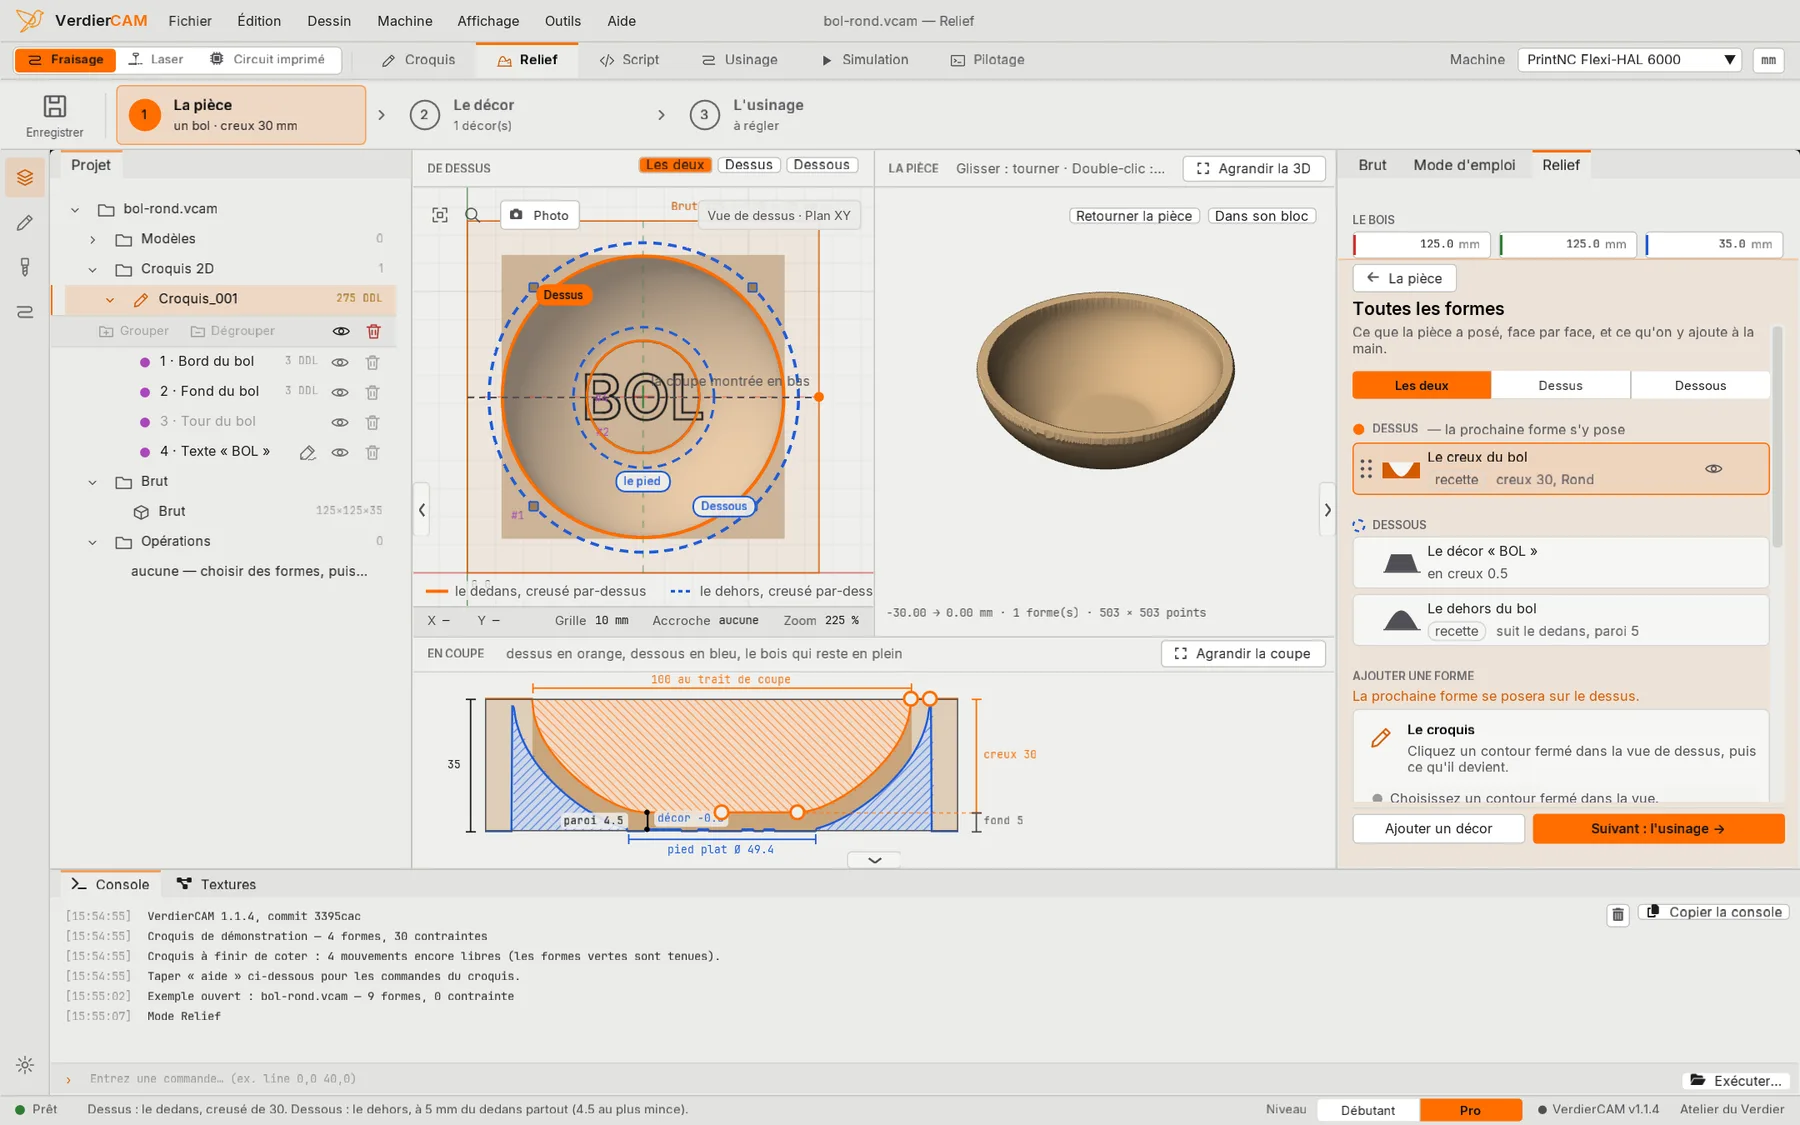 VerdierCAM
Fichier Édition Dessin Machine Affichage Outils Aide
bol-rond.vcam — Relief
Fraisage Laser Circuit imprimé
Croquis Relief Script Usinage Simulation Pilotage
Machine PrintNC Flexi-HAL 6000 mm
Enregistrer
1 La pièce
un bol · creux 30 mm
2 Le décor
1 décor(s)
3 L'usinage
à régler
Projet
bol-rond.vcam
Modèles 0
Croquis 2D 1
Croquis_001 275 DDL
Grouper Dégrouper
1 · Bord du bol 3 DDL
2 · Fond du bol 3 DDL
3 · Tour du bol
4 · Texte « BOL »
Brut
Brut 125×125×35
Opérations 0
aucune — choisir des formes, puis...
DE DESSUS Les deux Dessus Dessous
Photo
Brut
Vue de dessus · Plan XY
Dessus
la coupe montrée en bas
BOL
#2
le pied
Dessous
#1
le dedans, creusé par-dessus le dehors, creusé par-dess
X — Y — Grille 10 mm Accroche aucune Zoom 225 %
LA PIÈCE Glisser : tourner · Double-clic :... Agrandir la 3D
Retourner la pièce Dans son bloc
-30.00 → 0.00 mm · 1 forme(s) · 503 × 503 points
EN COUPE dessus en orange, dessous en bleu, le bois qui reste en plein Agrandir la coupe
100 au trait de coupe
35
creux 30
paroi 4.5
décor -0.
fond 5
pied plat Ø 49.4
Brut Mode d'emploi Relief
LE BOIS
125.0 mm 125.0 mm 35.0 mm
← La pièce
Toutes les formes
Ce que la pièce a posé, face par face, et ce qu'on y ajoute à la
main.
Les deux Dessus Dessous
DESSUS — la prochaine forme s'y pose
Le creux du bol
recette creux 30, Rond
DESSOUS
Le décor « BOL »
en creux 0.5
Le dehors du bol
recette suit le dedans, paroi 5
AJOUTER UNE FORME
La prochaine forme se posera sur le dessus.
Le croquis
Cliquez un contour fermé dans la vue de dessus, puis
ce qu'il devient.
Choisissez un contour fermé dans la vue.
Ajouter un décor Suivant : l'usinage →
Console Textures
Copier la console
[15:54:55] VerdierCAM 1.1.4, commit 3395cac
[15:54:55] Croquis de démonstration — 4 formes, 30 contraintes
[15:54:55] Croquis à finir de coter : 4 mouvements encore libres (les formes vertes sont tenues).
[15:54:55] Taper « aide » ci-dessous pour les commandes du croquis.
[15:55:02] Exemple ouvert : bol-rond.vcam — 9 formes, 0 contrainte
[15:55:07] Mode Relief
› Entrez une commande… (ex. line 0,0 40,0)
Exécuter...
Prêt Dessus : le dedans, creusé de 30. Dessous : le dehors, à 5 mm du dedans partout (4.5 au plus mince).
Niveau Débutant Pro VerdierCAM v1.1.4 Atelier du Verdier